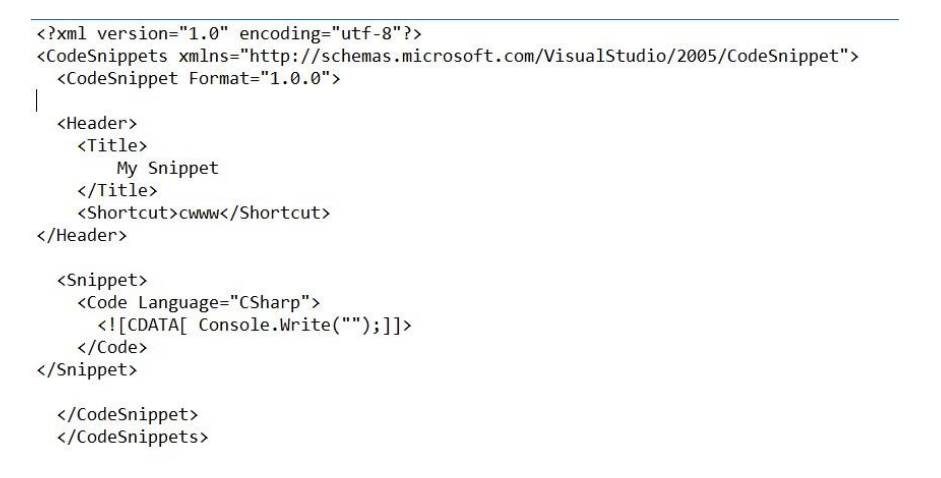 <?xml version="1.0" encoding="utf-8"?>
<CodeSnippets xmlns="http://schemas.microsoft.com/VisualStudio/2005/CodeSnippet">
<CodeSnippet Format="1.0.0">
<Header>
<Title>
My Snippet
</Title>
<Shortcut>cwww</Shortcut>
</Header>
<Snippet>
<Code Language="CSharp">
<![CDATA[ Console.Write("");]]>
</Code>
</Snippet>
</CodeSnippet>
</CodeSnippets>